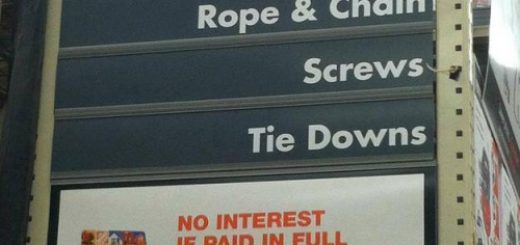 Rope & Chain
Screws
Tie Downs
NO INTEREST
IF PAID IN FULL